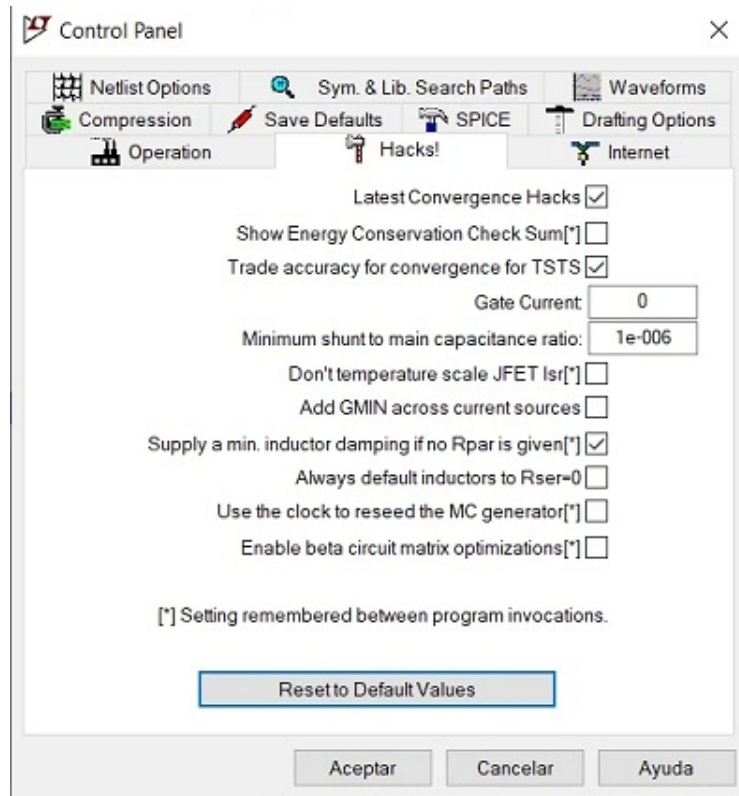 Control Panel
Netlist Options
Sym. & Lib. Search Paths
Waveforms
Compression
Save Defaults
SPICE
Drafting Options
Operation
Hacks!
Internet
Latest Convergence Hacks
Show Energy Conservation Check Sum[*]
Trade accuracy for convergence for TSTS
Gate Current: 0
Minimum shunt to main capacitance ratio: 1e-006
Don't temperature scale JFET Isr[*]
Add GMIN across current sources
Supply a min. inductor damping if no Rpar is given[*]
Always default inductors to Rser=0
Use the clock to reseed the MC generator[*]
Enable beta circuit matrix optimizations[*]
[*] Setting remembered between program invocations.
Reset to Default Values
Aceptar
Cancelar
Ayuda